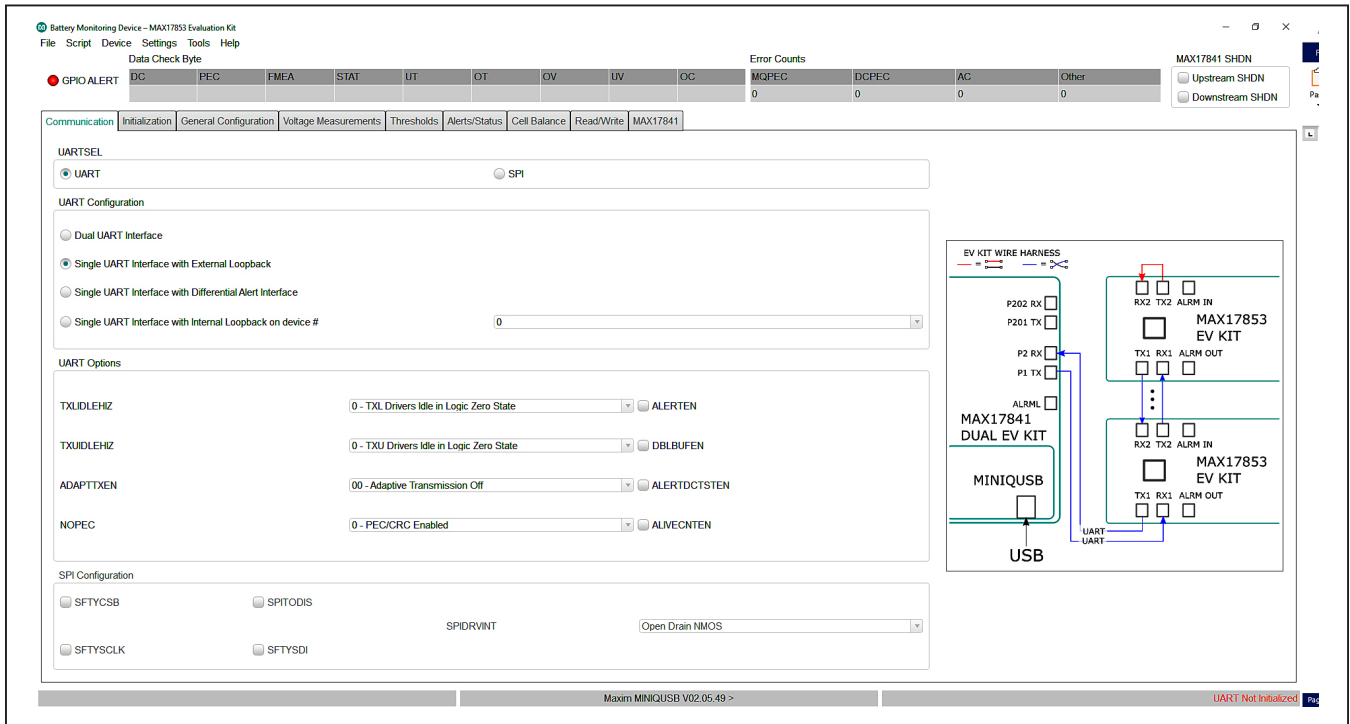 Battery Monitoring Device – MAX17853 Evaluation Kit
File Script Device Settings Tools Help
Data Check Byte Error Counts MAX17841 SHDN
GPIO ALERT DC PEC FMEA STAT UT OT OV UV OC MQPEC DCPEC AC Other Upstream SHDN
0 0 0 0 Downstream SHDN
Communication Initialization General Configuration Voltage Measurements Thresholds Alerts/Status Cell Balance Read/Write MAX17841
UARTSEL
UART SPI
UART Configuration
Dual UART Interface
Single UART Interface with External Loopback
Single UART Interface with Differential Alert Interface
Single UART Interface with Internal Loopback on device # 0
UART Options
TXLIDLEHIZ 0 - TXL Drivers Idle in Logic Zero State ALERTEN
TXUIDLEHIZ 0 - TXU Drivers Idle in Logic Zero State DBLBUFEN
ADAPTTXEN 00 - Adaptive Transmission Off ALERTDCTSTEN
NOPEC 0 - PEC/CRC Enabled ALIVECNTEN
SPI Configuration
SFTYCSB SPITODIS
SPIDRVINT Open Drain NMOS
SFTYSCLK SFTYSDI
EV KIT WIRE HARNESS
= =
P202 RX
P201 TX
P2 RX
P1 TX
ALRML
MAX17841
DUAL EV KIT
MINIQUSB
USB
RX2 TX2 ALRM IN
MAX17853
EV KIT
TX1 RX1 ALRM OUT
RX2 TX2 ALRM IN
MAX17853
EV KIT
TX1 RX1 ALRM OUT
UART
UART
Maxim MINIQUSB V02.05.49 > UART Not Initialized